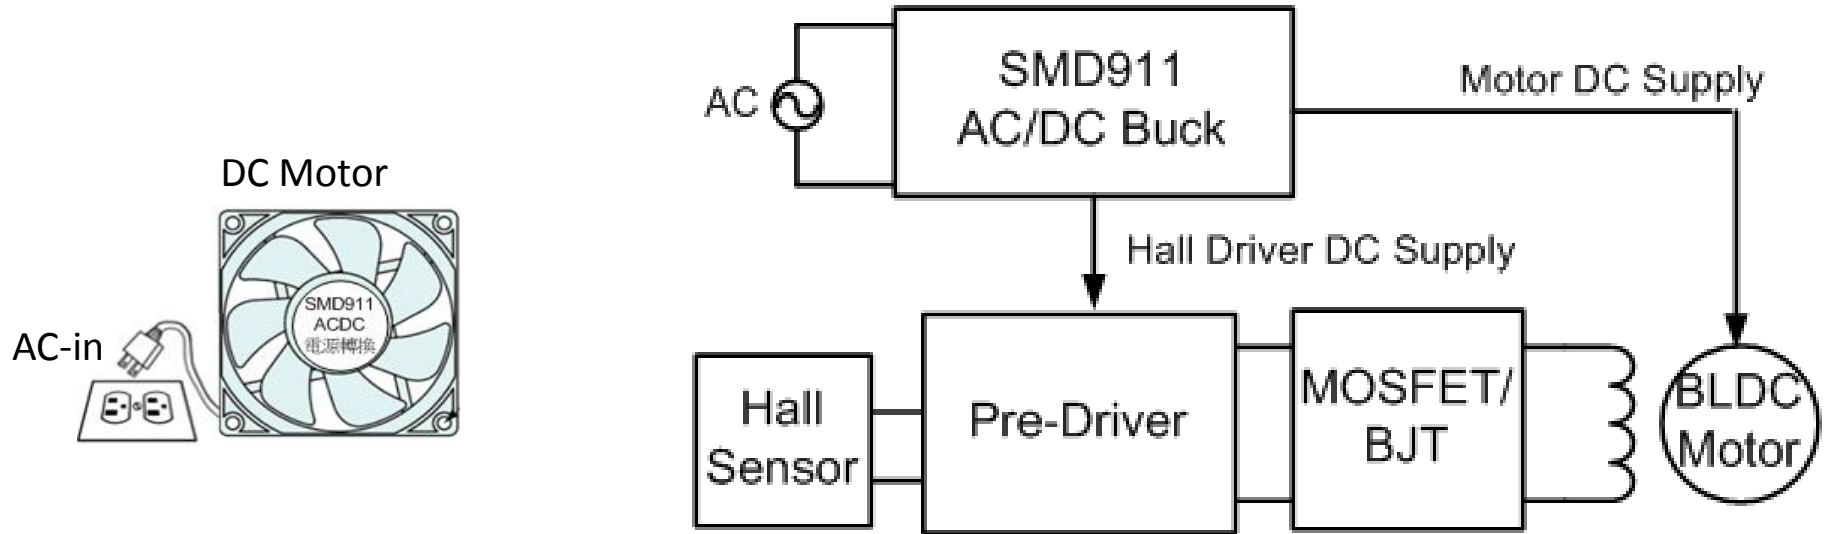 DC Motor
SMD911
ACDC
電源轉換
AC-in
AC
SMD911
AC/DC Buck
Motor DC Supply
Hall Driver DC Supply
Hall
Sensor
Pre-Driver
MOSFET/
BJT
BLDC
Motor